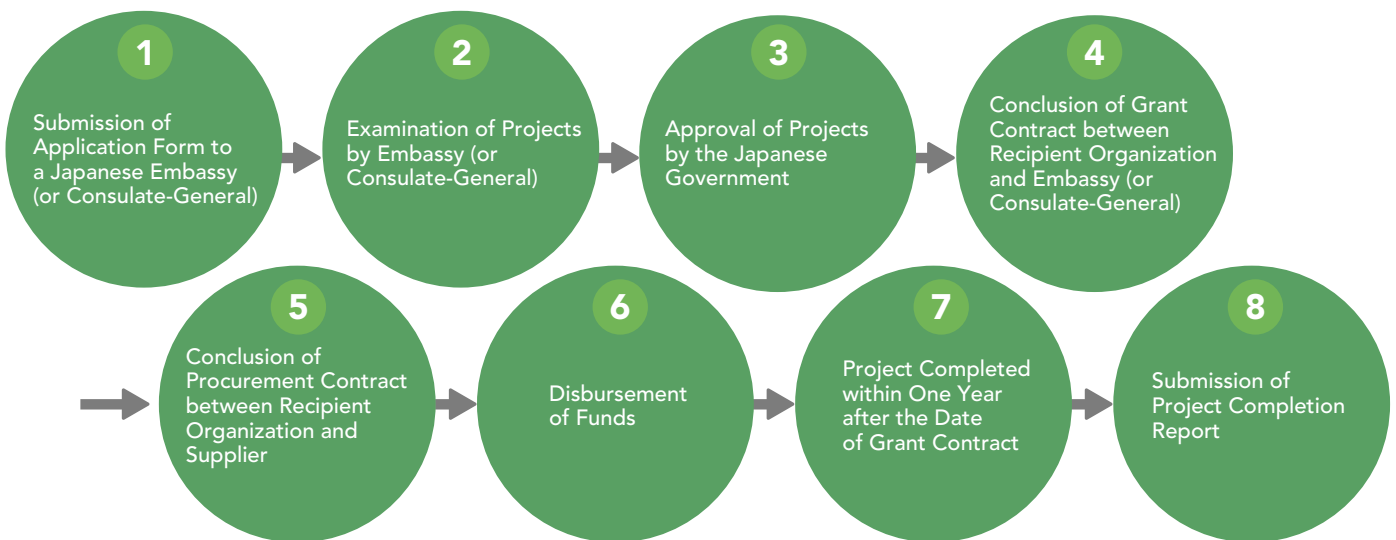 1
Submission of
Application Form to
a Japanese Embassy
(or Consulate-General)
2
Examination of Projects
by Embassy (or
Consulate-General)
3
Approval of Projects
by the Japanese
Government
4
Conclusion of Grant
Contract between
Recipient Organization
and Embassy (or
Consulate-General)
5
Conclusion of
Procurement Contract
between Recipient
Organization and
Supplier
6
Disbursement
of Funds
7
Project Completed
within One Year
after the Date
of Grant Contract
8
Submission of
Project Completion
Report